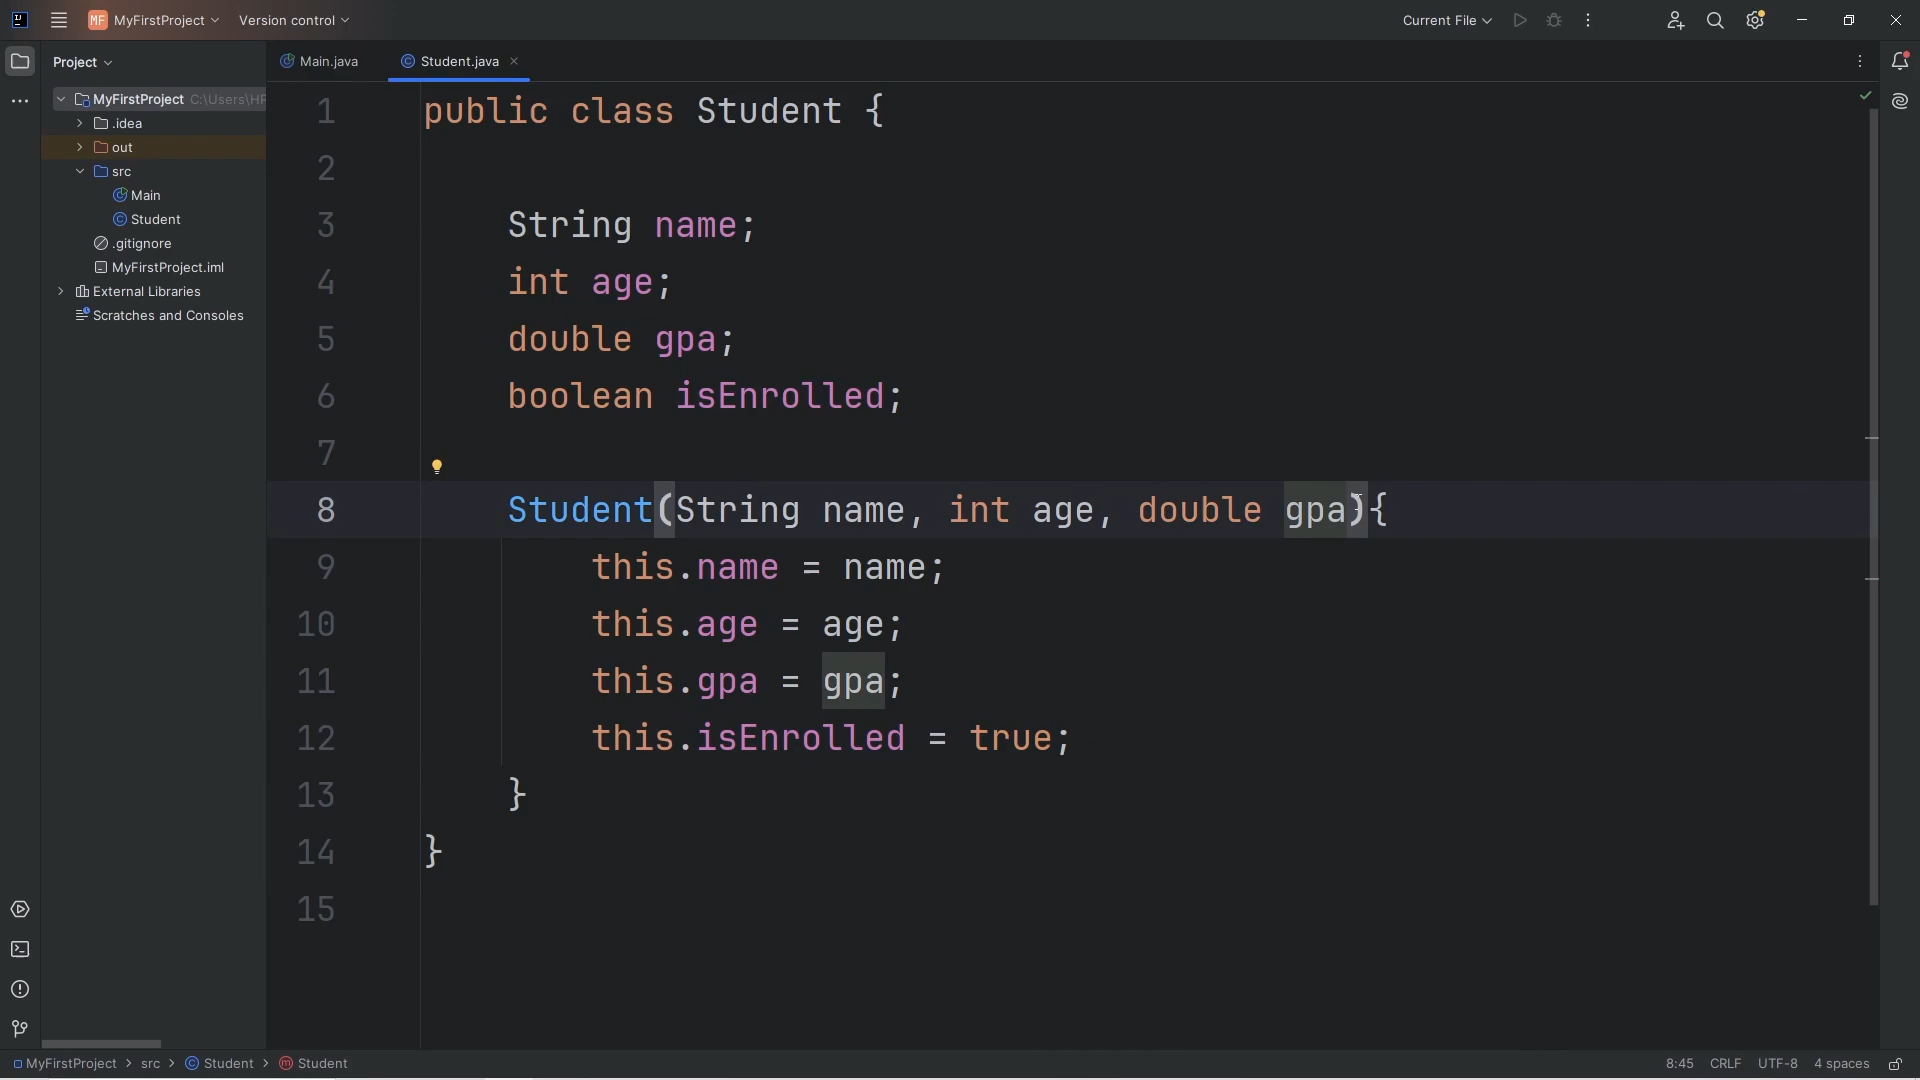 MF MyFirstProject Version control Current File
Project
Main.java Student.java
MyFirstProject C:\Users\HP
.idea
out
src
Main
Student
.gitignore
MyFirstProject.iml
External Libraries
Scratches and Consoles
1 public class Student {
2
3 String name;
4 int age;
5 double gpa;
6 boolean isEnrolled;
7
8 Student(String name, int age, double gpa){
9 this.name = name;
10 this.age = age;
11 this.gpa = gpa;
12 this.isEnrolled = true;
13 }
14 }
15
MyFirstProject > src > Student > Student 8:45 CRLF UTF-8 4 spaces